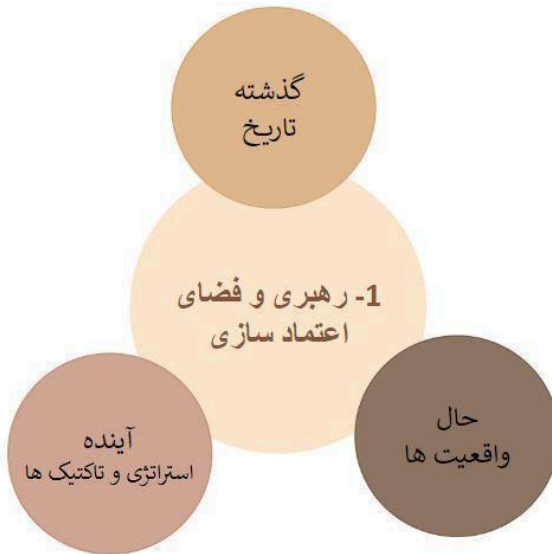 گذشته
تاریخ
1- رهبری و فضای
اعتماد سازی
حال
واقعیت ها
آینده
استراتژی و تاکتیک ها